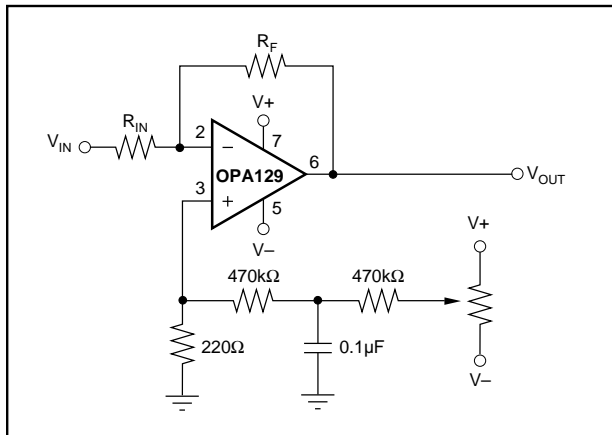 R_F
V+
R_IN
V_IN
2
−
7
OPA129
6
V_OUT
3
+
5
V−
V+
470kΩ
470kΩ
220Ω
0.1µF
V−